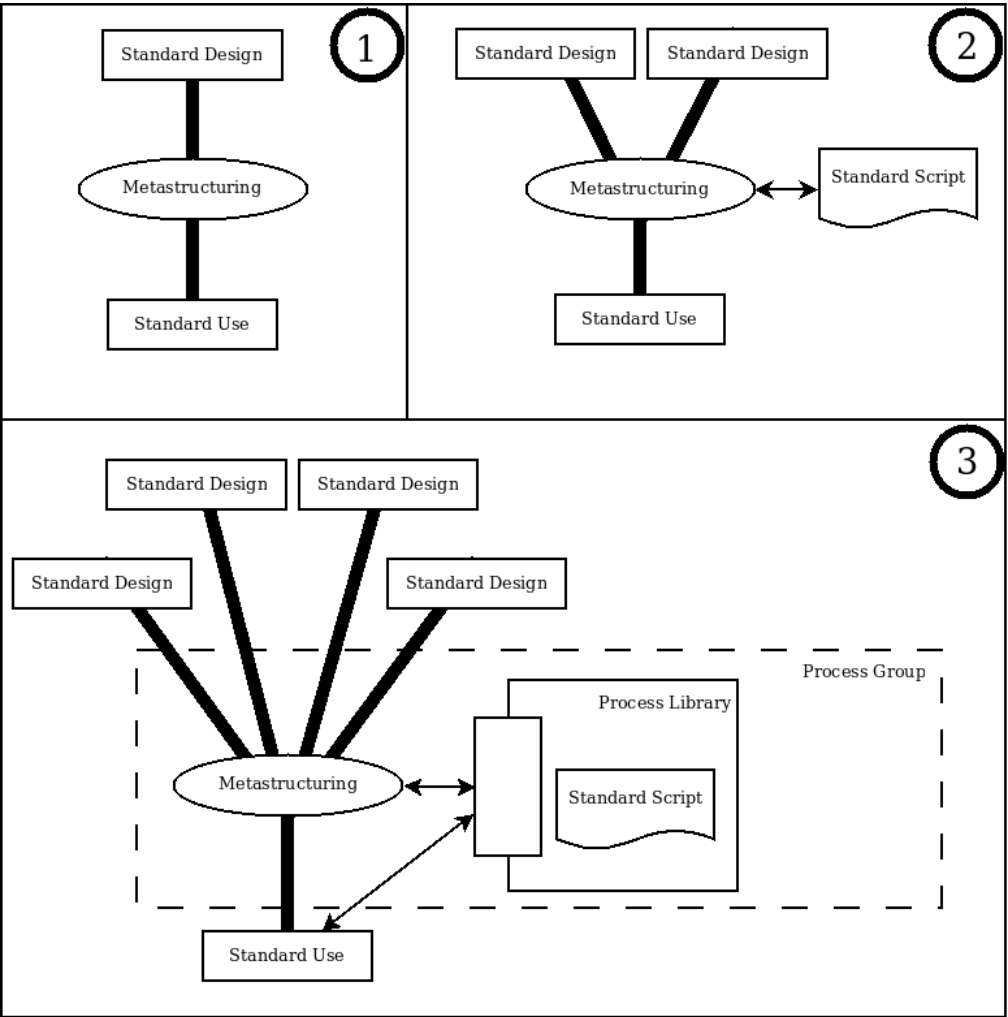 1
Standard Design
Metastructuring
Standard Use
2
Standard Design
Standard Design
Metastructuring
Standard Script
Standard Use
3
Standard Design
Standard Design
Standard Design
Standard Design
Process Group
Process Library
Metastructuring
Standard Script
Standard Use